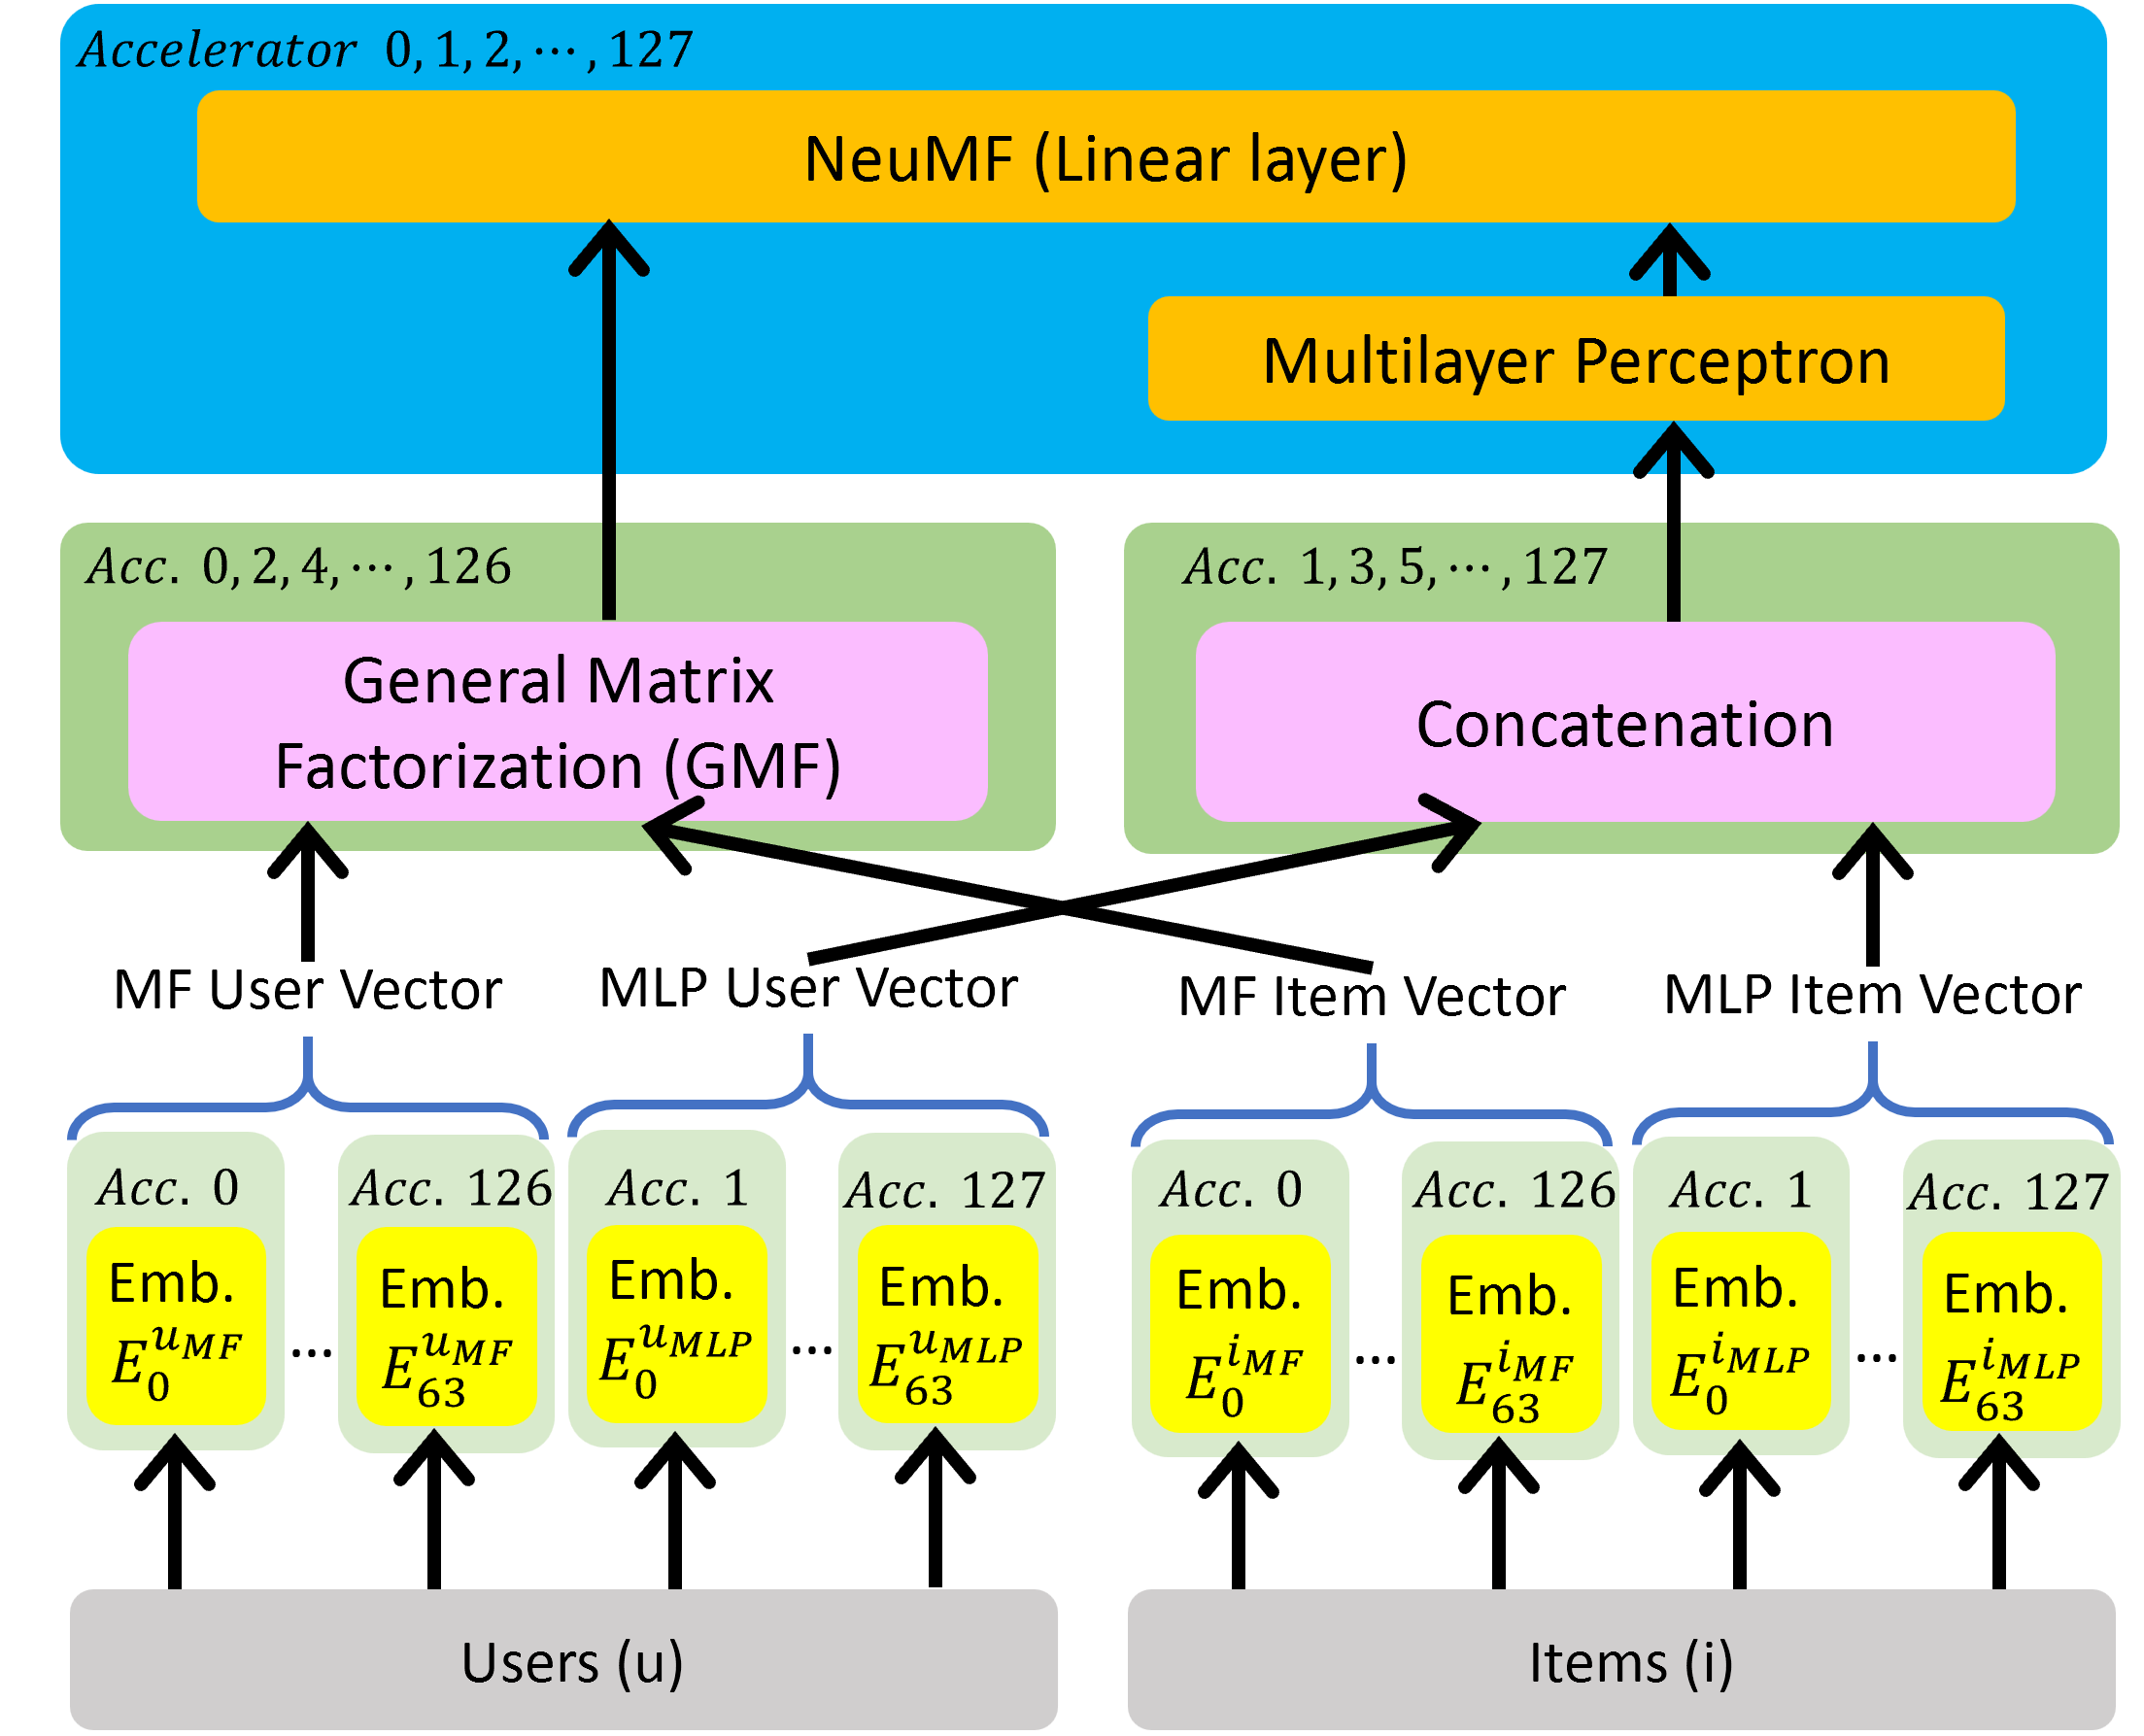 Accelerator 0, 1, 2, ⋯, 127
NeuMF (Linear layer)
Multilayer Perceptron
Acc. 0, 2, 4, ⋯, 126
General Matrix
Factorization (GMF)
Acc. 1, 3, 5, ⋯, 127
Concatenation
MF User Vector
MLP User Vector
MF Item Vector
MLP Item Vector
Acc. 0
Emb.
E_0^{u_{MF}}
...
Acc. 126
Emb.
E_{63}^{u_{MF}}
Acc. 1
Emb.
E_0^{u_{MLP}}
...
Acc. 127
Emb.
E_{63}^{u_{MLP}}
Acc. 0
Emb.
E_0^{i_{MF}}
...
Acc. 126
Emb.
E_{63}^{i_{MF}}
Acc. 1
Emb.
E_0^{i_{MLP}}
...
Acc. 127
Emb.
E_{63}^{i_{MLP}}
Users (u)
Items (i)